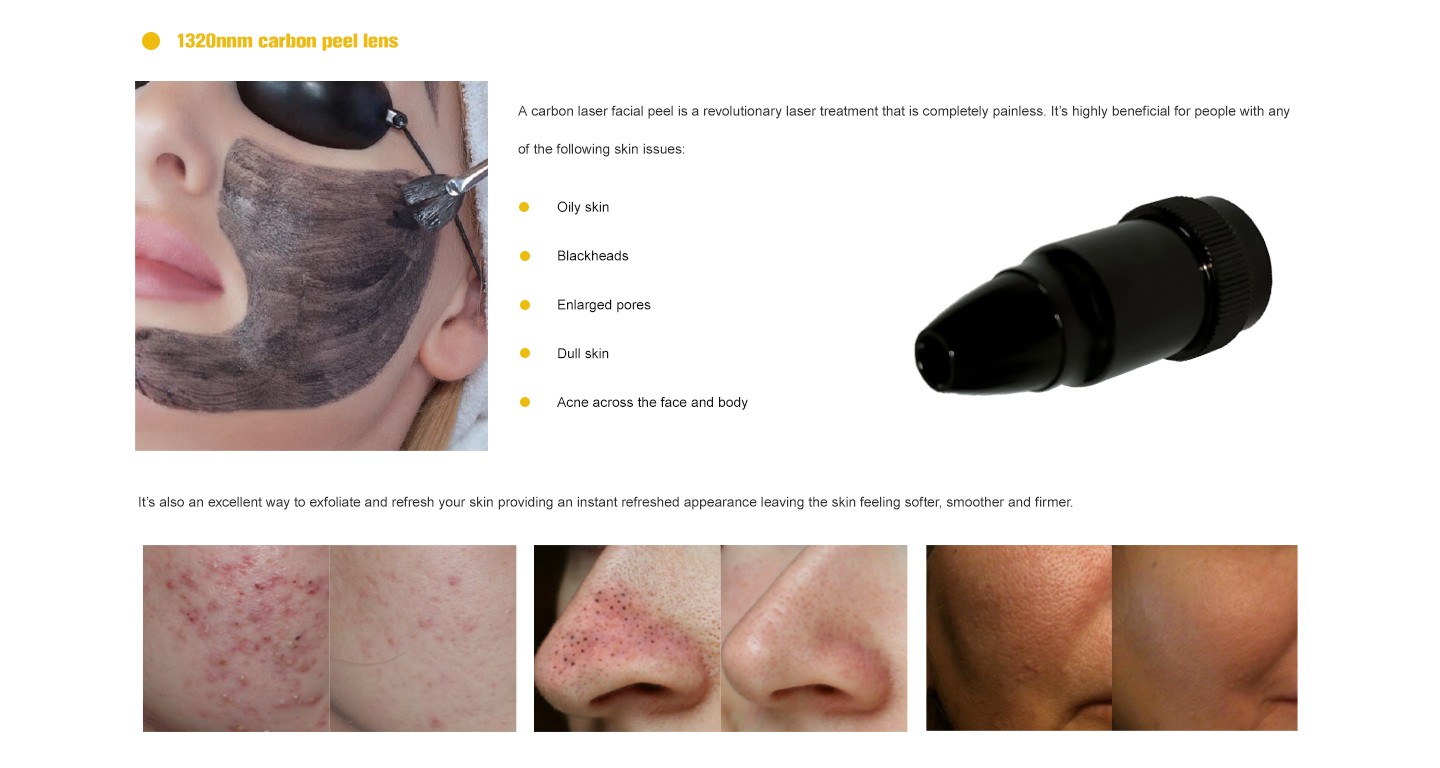 1320nnm carbon peel lens
A carbon laser facial peel is a revolutionary laser treatment that is completely painless. It’s highly beneficial for people with any
of the following skin issues:
Oily skin
Blackheads
Enlarged pores
Dull skin
Acne across the face and body
It’s also an excellent way to exfoliate and refresh your skin providing an instant refreshed appearance leaving the skin feeling softer, smoother and firmer.